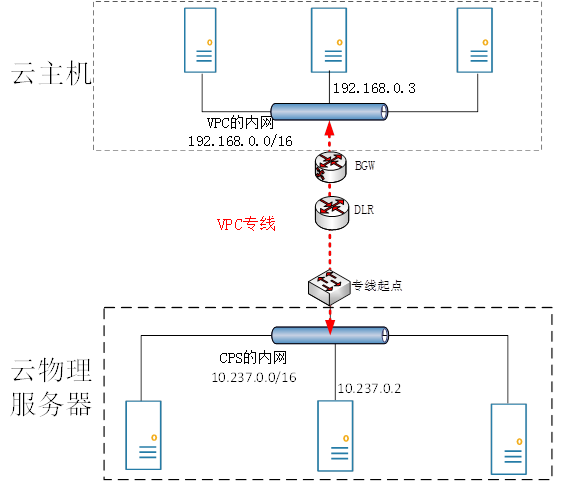 云主机
192.168.0.3
VPC的内网
192.168.0.0/16
BGW
DLR
VPC专线
专线起点
CPS的内网
10.237.0.0/16
10.237.0.2
云物理
服务器